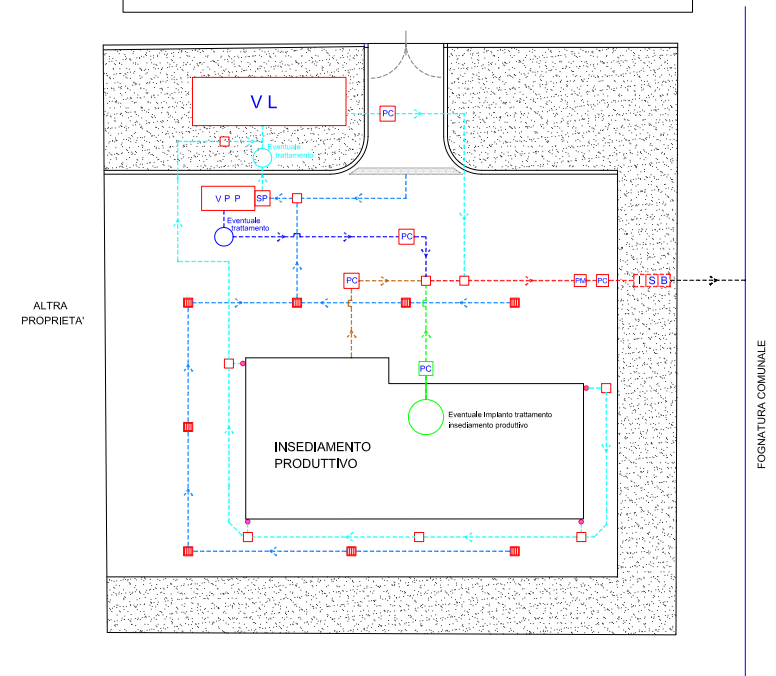 V L
PC
Eventuale
trattamento
V P P
SP
Eventuale
trattamento
PC
PC
PM
PC
I S B
ALTRA
PROPRIETA'
PC
Eventuale Impianto trattamento
insediamento produttivo
INSEDIAMENTO
PRODUTTIVO
FOGNATURA COMUNALE